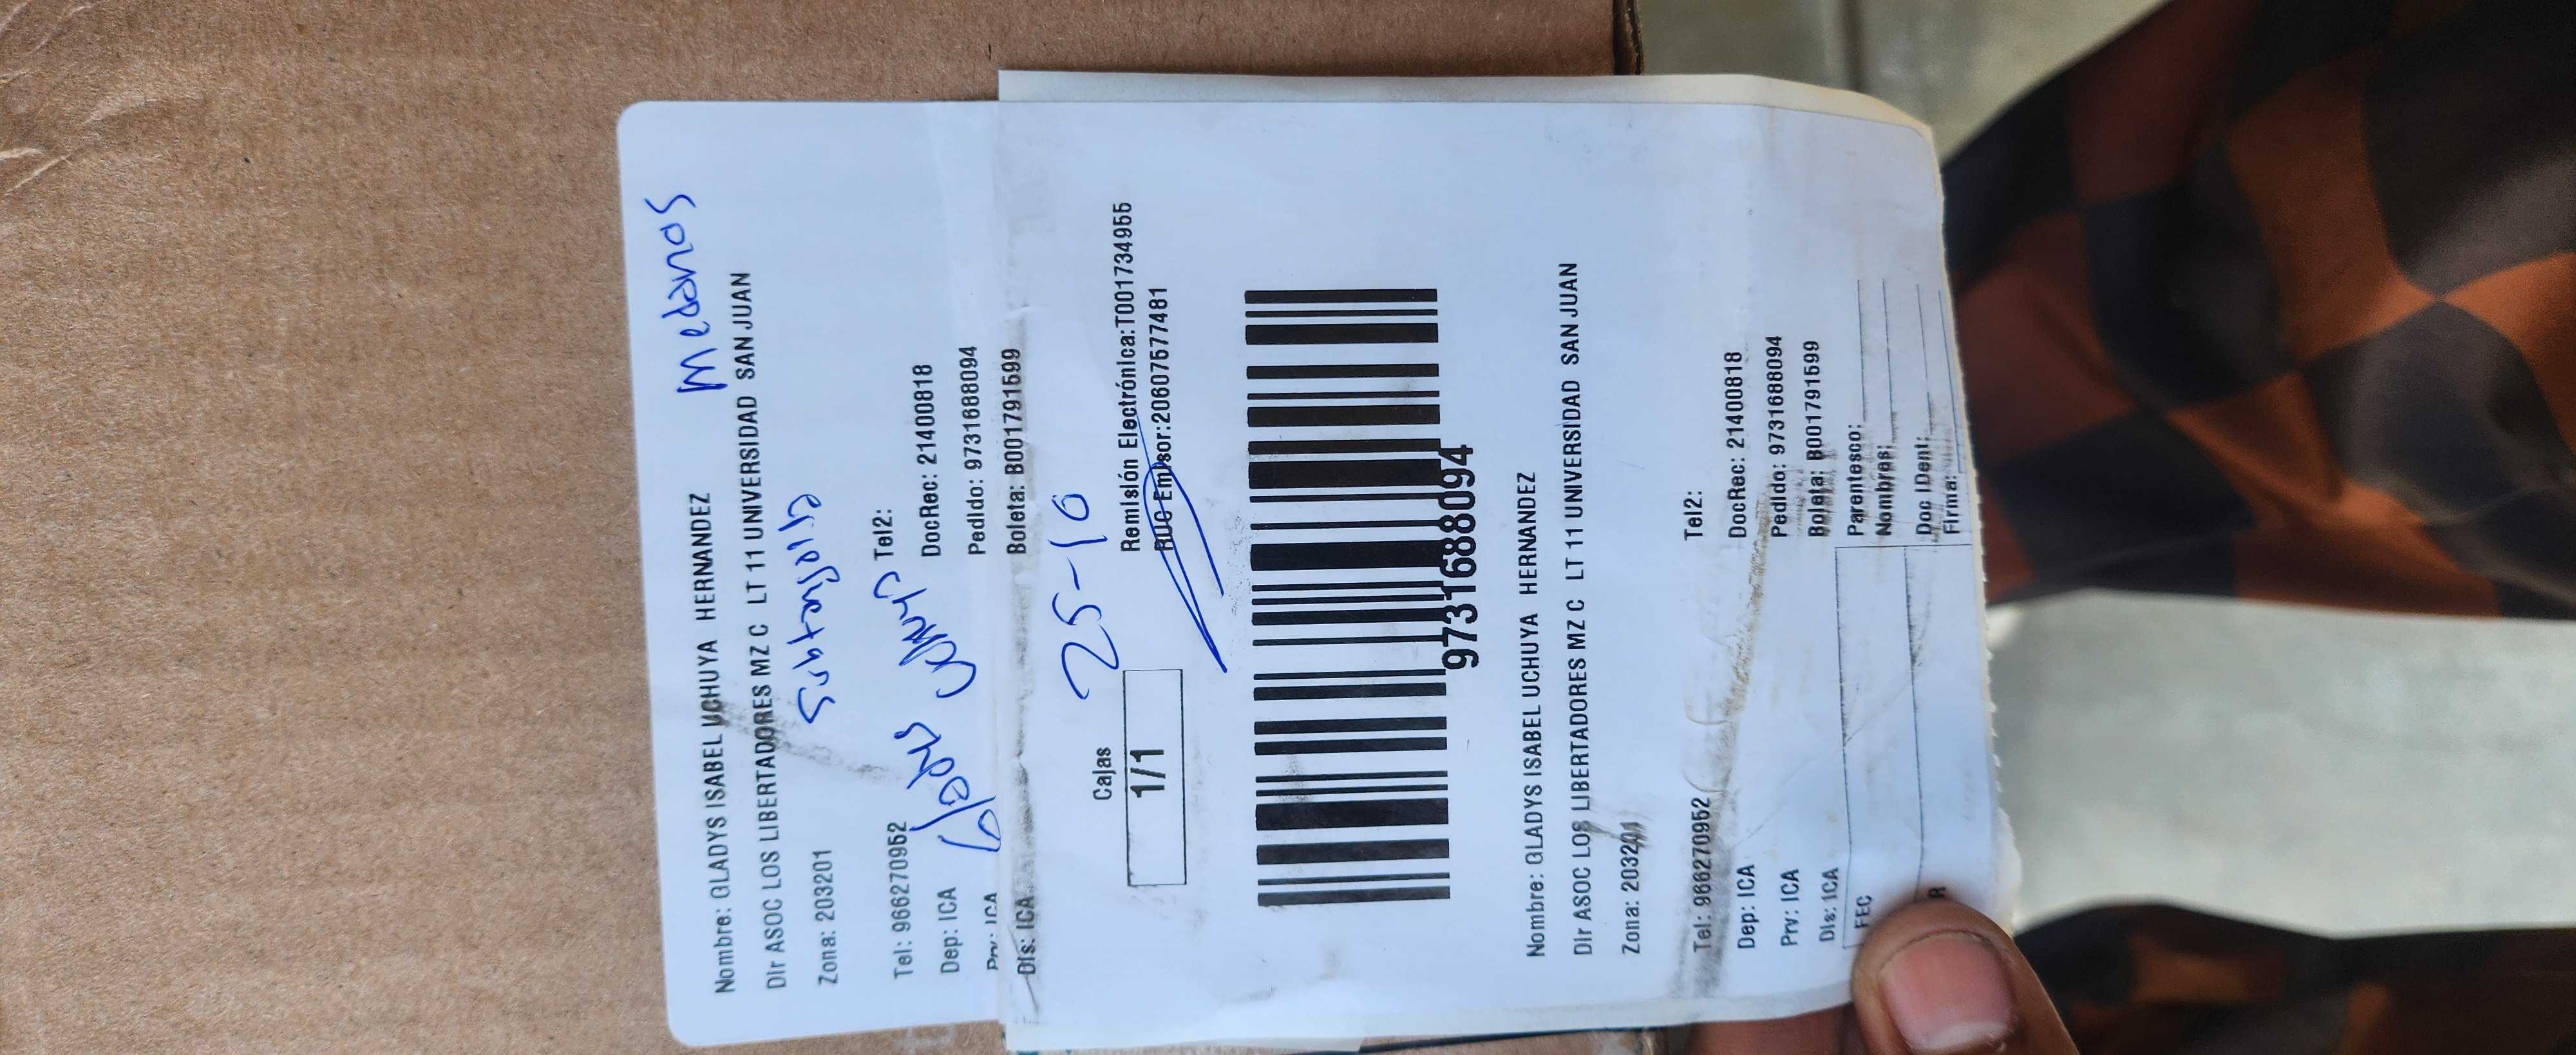 Medanos
Nombre: GLADYS ISABEL UCHUYA HERNANDEZ
Dir ASOC LOS LIBERTADORES MZ C LT 11 UNIVERSIDAD SAN JUAN
Zona: 203201
Tel: 966270952 Tel2:
Gladys Uchuya
Dep: ICA DocRec: 21400818
Prv: ICA Pedido: 9731688094
Dis: ICA Boleta: B001791599
25-10
Cajas
1/1
Remisión Electrónica:T001734955
RUC Emisor:20607577481
9731688094
Nombre: GLADYS ISABEL UCHUYA HERNANDEZ
Dir ASOC LOS LIBERTADORES MZ C LT 11 UNIVERSIDAD SAN JUAN
Zona: 203201
Tel: 966270952 Tel2:
Dep: ICA DocRec: 21400818
Prv: ICA Pedido: 9731688094
Dis: ICA Boleta: B001791599
FEC Parentesco:
Nombres:
Doc IDent:
Firma: